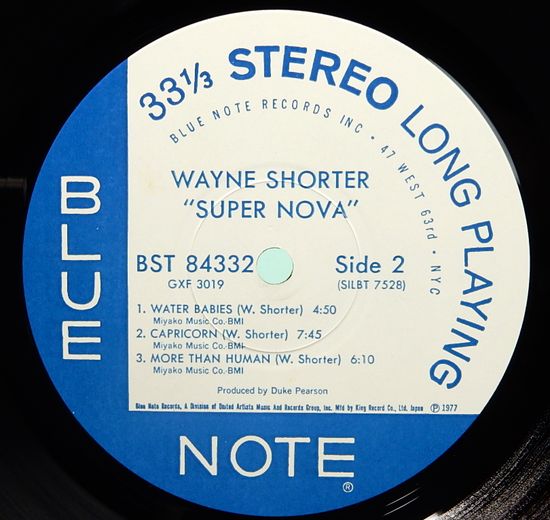 33 1/3 STEREO LONG PLAYING
BLUE NOTE RECORDS INC • 47 WEST 63rd • NYC
BLUE
WAYNE SHORTER
"SUPER NOVA"
BST 84332 Side 2
GXF 3019 (SILBT 7528)
1. WATER BABIES (W. Shorter) 4:50
Miyako Music Co.-BMI
2. CAPRICORN (W. Shorter) 7:45
Miyako Music Co.-BMI
3. MORE THAN HUMAN (W. Shorter) 6:10
Miyako Music Co.-BMI
Produced by Duke Pearson
Blue Note Records, A Division of United Artists Music And Records Group, Inc. Mfd by King Record Co., Ltd, Japan ℗ 1977
NOTE
®